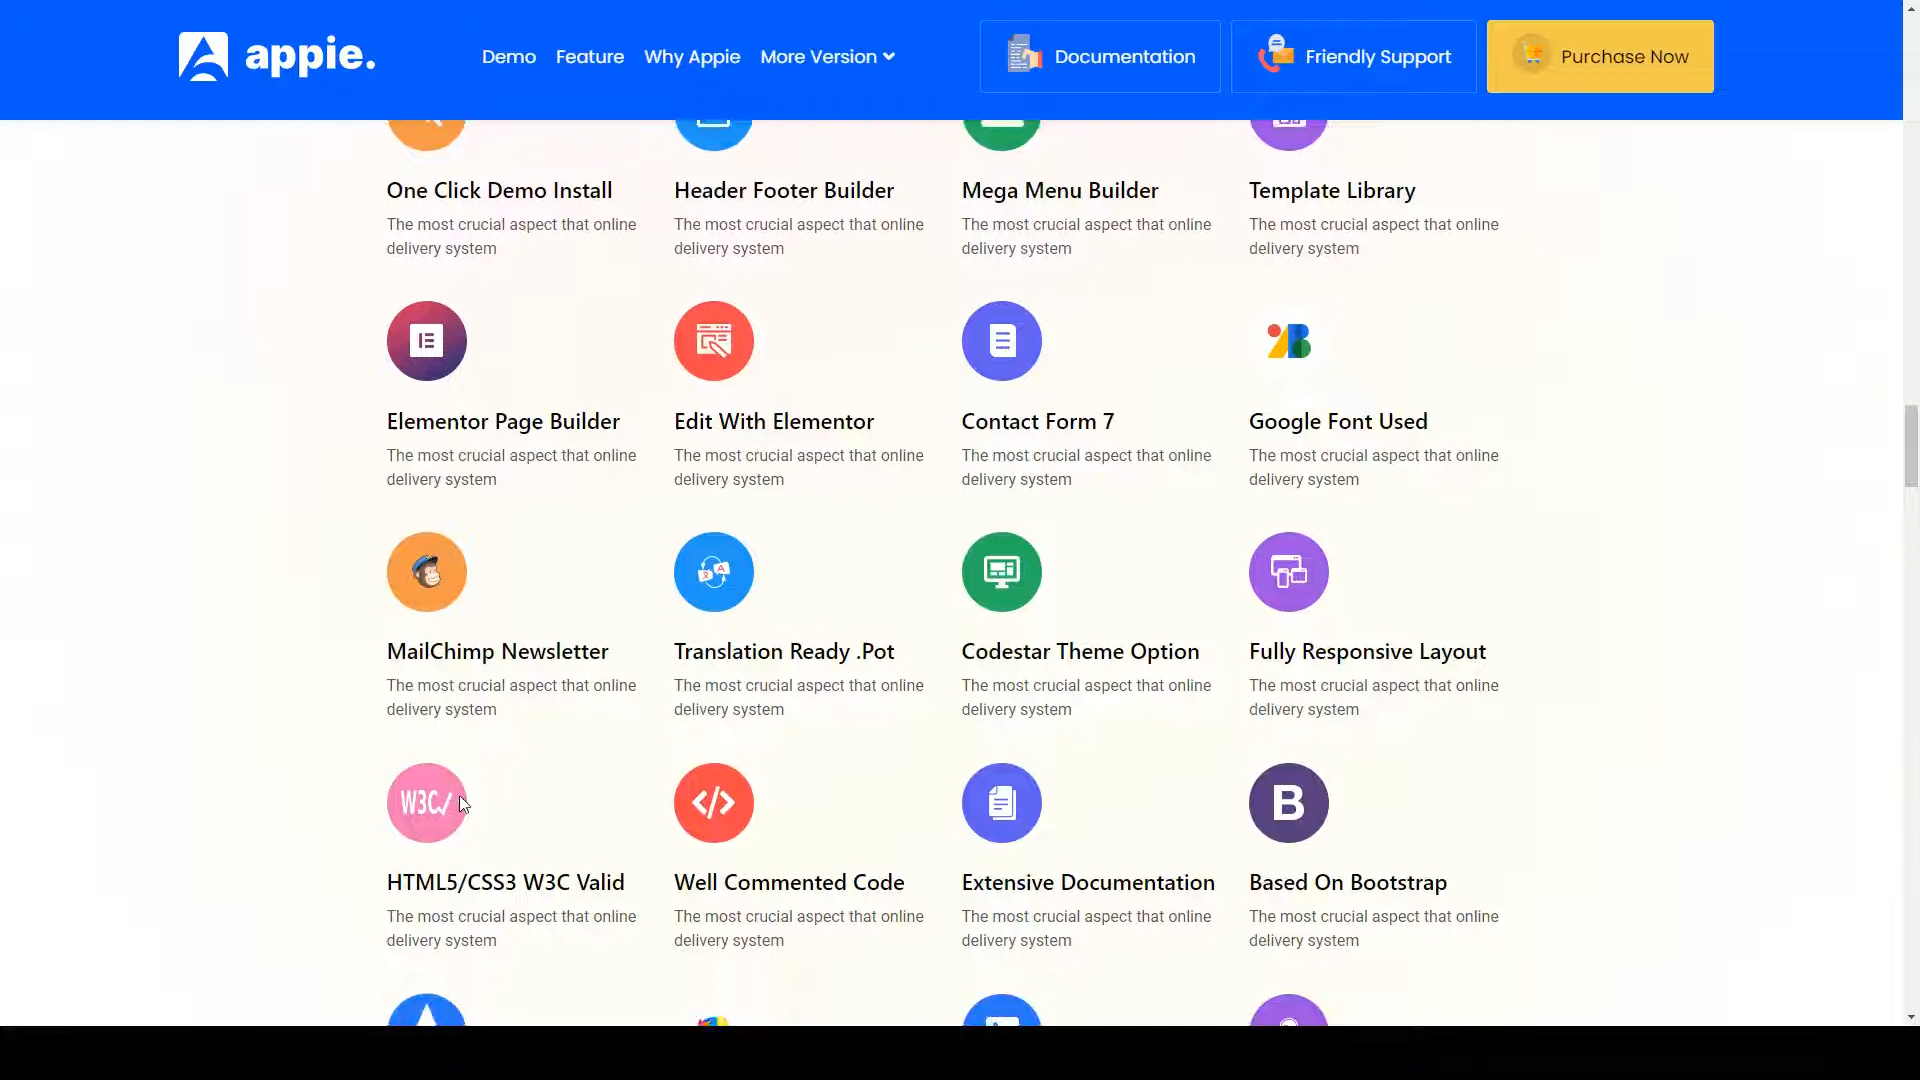 appie.
Demo Feature Why Appie More Version
Documentation
Friendly Support
Purchase Now
One Click Demo Install
The most crucial aspect that online
delivery system
Header Footer Builder
The most crucial aspect that online
delivery system
Mega Menu Builder
The most crucial aspect that online
delivery system
Template Library
The most crucial aspect that online
delivery system
Elementor Page Builder
The most crucial aspect that online
delivery system
Edit With Elementor
The most crucial aspect that online
delivery system
Contact Form 7
The most crucial aspect that online
delivery system
Google Font Used
The most crucial aspect that online
delivery system
MailChimp Newsletter
The most crucial aspect that online
delivery system
Translation Ready .Pot
The most crucial aspect that online
delivery system
Codestar Theme Option
The most crucial aspect that online
delivery system
Fully Responsive Layout
The most crucial aspect that online
delivery system
W3C
HTML5/CSS3 W3C Valid
The most crucial aspect that online
delivery system
</>
Well Commented Code
The most crucial aspect that online
delivery system
Extensive Documentation
The most crucial aspect that online
delivery system
B
Based On Bootstrap
The most crucial aspect that online
delivery system